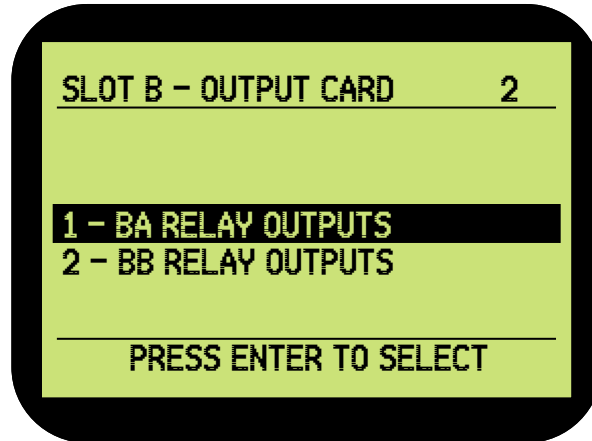 SLOT B - OUTPUT CARD 2
1 - BA RELAY OUTPUTS
2 - BB RELAY OUTPUTS
PRESS ENTER TO SELECT